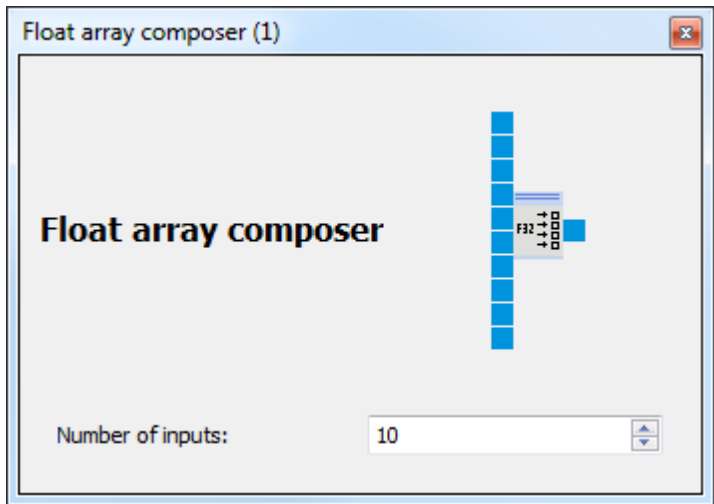 Float array composer (1)
Float array composer
F32
Number of inputs:
10